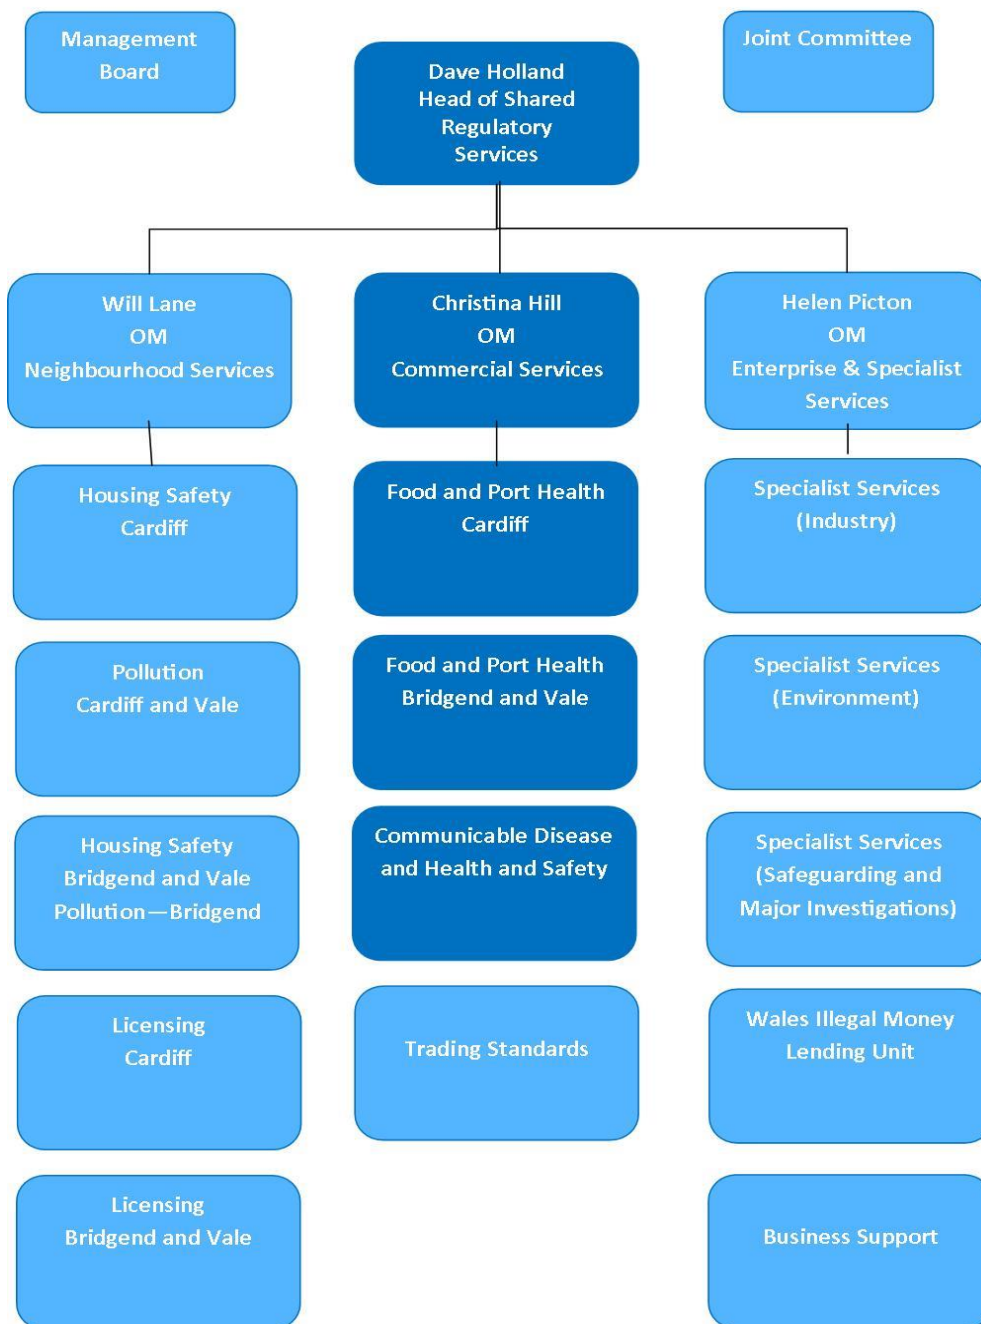 Management
Board
Joint Committee
Dave Holland
Head of Shared
Regulatory
Services
Will Lane
OM
Neighbourhood Services
Christina Hill
OM
Commercial Services
Helen Picton
OM
Enterprise & Specialist
Services
Housing Safety
Cardiff
Food and Port Health
Cardiff
Specialist Services
(Industry)
Pollution
Cardiff and Vale
Food and Port Health
Bridgend and Vale
Specialist Services
(Environment)
Housing Safety
Bridgend and Vale
Pollution—Bridgend
Communicable Disease
and Health and Safety
Specialist Services
(Safeguarding and
Major Investigations)
Licensing
Cardiff
Trading Standards
Wales Illegal Money
Lending Unit
Licensing
Bridgend and Vale
Business Support